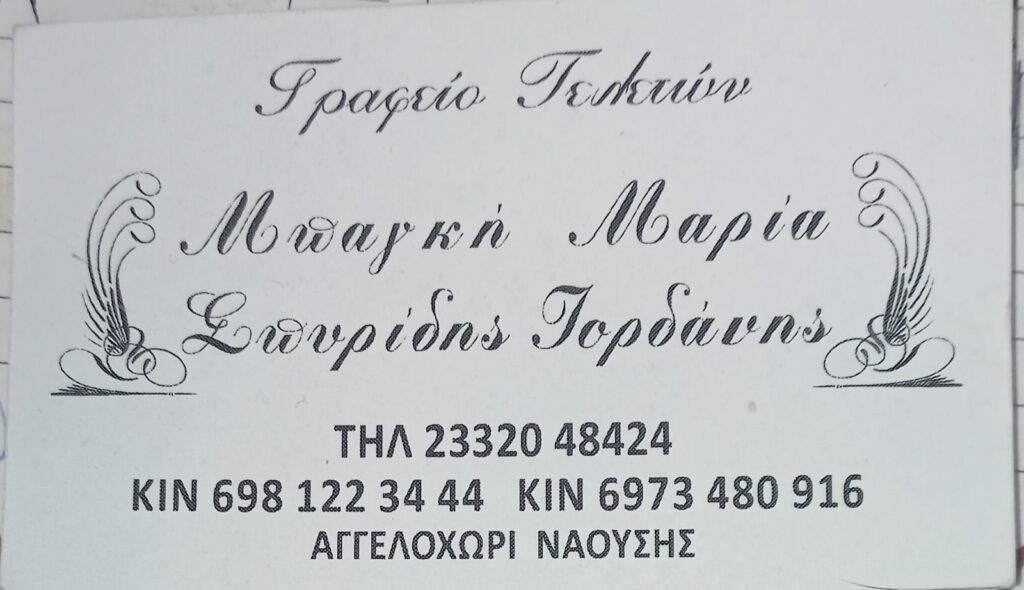 Γραφείο Τελετών
Μπαγκή Μαρία
Σπυρίδης Ιορδάνης
ΤΗΛ 23320 48424
ΚΙΝ 698 122 34 44 ΚΙΝ 6973 480 916
ΑΓΓΕΛΟΧΩΡΙ ΝΑΟΥΣΗΣ